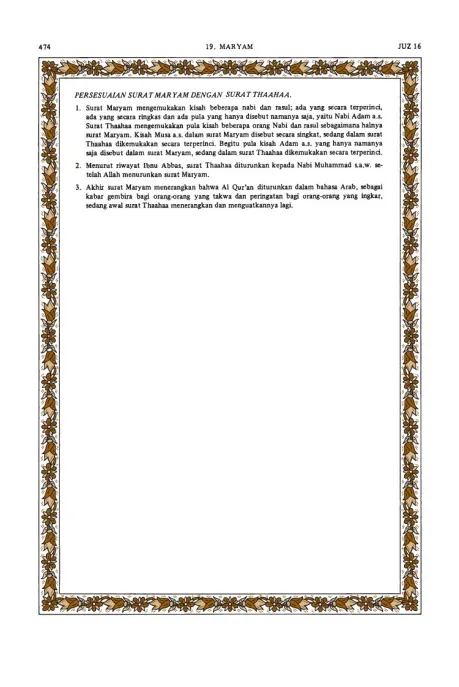 474 19. MARYAM JUZ 16
PERSESUAIAN SURAT MARYAM DENGAN SURAT THAAHAA.
1. Surat Maryam mengemukakan kisah beberapa nabi dan rasul; ada yang secara terperinci,
ada yang secara ringkas dan ada pula yang hanya disebut namanya saja, yaitu Nabi Adam a.s.
Surat Thaahaa mengemukakan pula kisah beberapa orang Nabi dan rasul sebagaimana halnya
surat Maryam. Kisah Musa a.s. dalam surat Maryam disebut secara singkat, sedang dalam surat
Thaahaa dikemukakan secara terperinci. Begitu pula kisah Adam a.s. yang hanya namanya
saja disebut dalam surat Maryam, sedang dalam surat Thaahaa dikemukakan secara terperinci.
2. Menurut riwayat Ibnu Abbas, surat Thaahaa diturunkan kepada Nabi Muhammad s.a.w. se-
telah Allah menurunkan surat Maryam.
3. Akhir surat Maryam menerangkan bahwa Al Qur'an diturunkan dalam bahasa Arab, sebagai
kabar gembira bagi orang-orang yang takwa dan peringatan bagi orang-orang yang ingkar,
sedang awal surat Thaahaa menerangkan dan menguatkannya lagi.